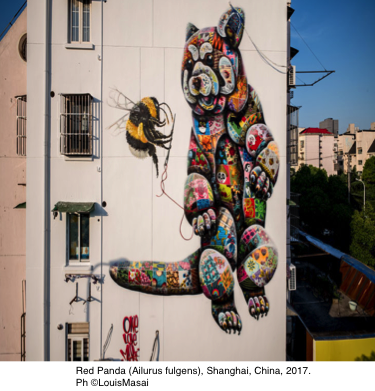 Red Panda (Ailurus fulgens), Shanghai, China, 2017.
Ph ©LouisMasai